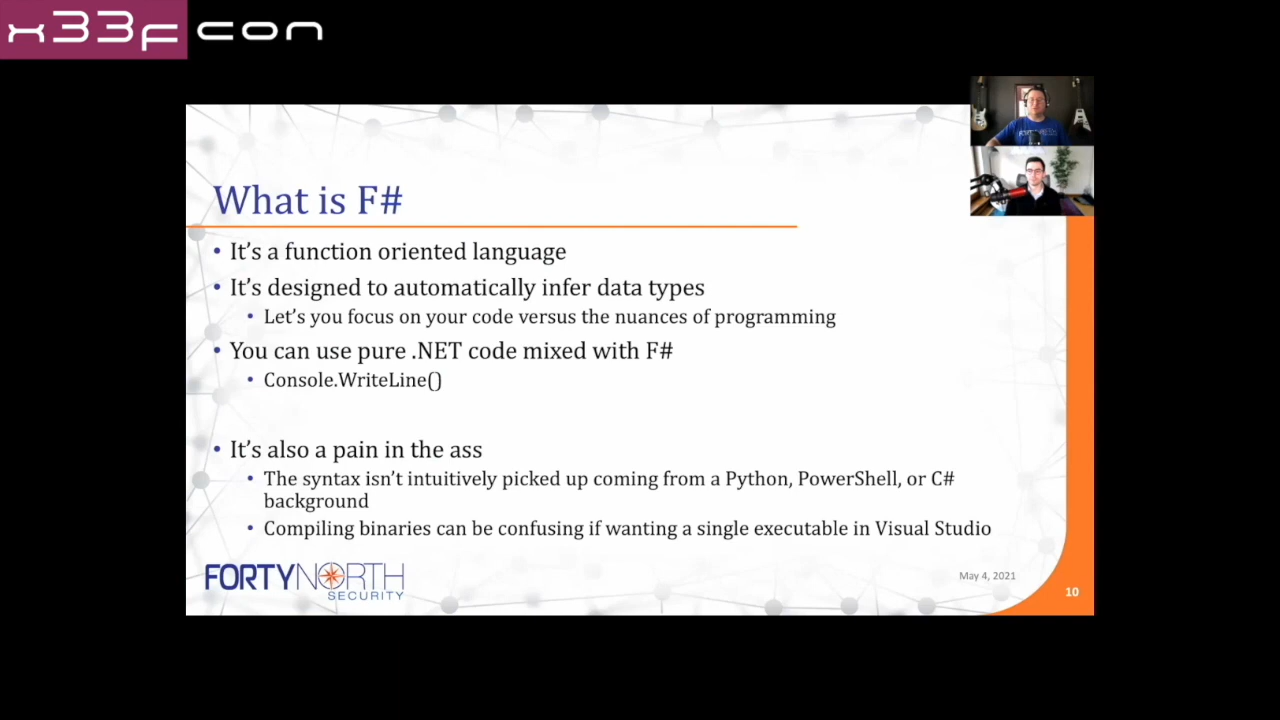 x33fcon
What is F#
• It's a function oriented language
• It's designed to automatically infer data types
• Let's you focus on your code versus the nuances of programming
• You can use pure .NET code mixed with F#
• Console.WriteLine()
• It's also a pain in the ass
• The syntax isn't intuitively picked up coming from a Python, PowerShell, or C#
background
• Compiling binaries can be confusing if wanting a single executable in Visual Studio
FORTYNORTH
SECURITY
May 4, 2021
10